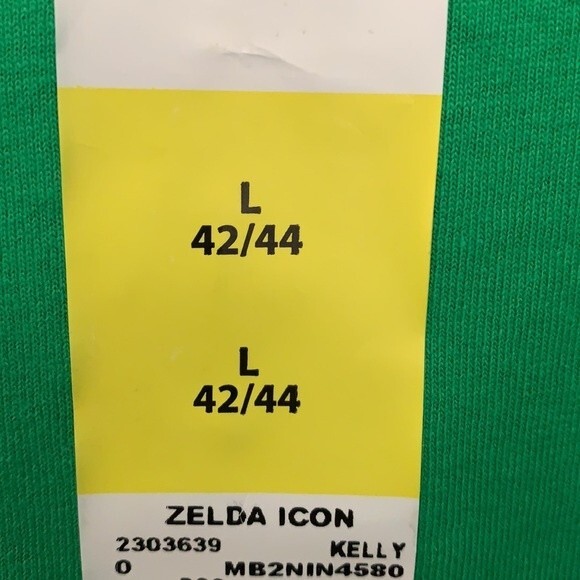 L
42/44
L
42/44
ZELDA ICON
2303639 KELLY
0 MB2NIN4580